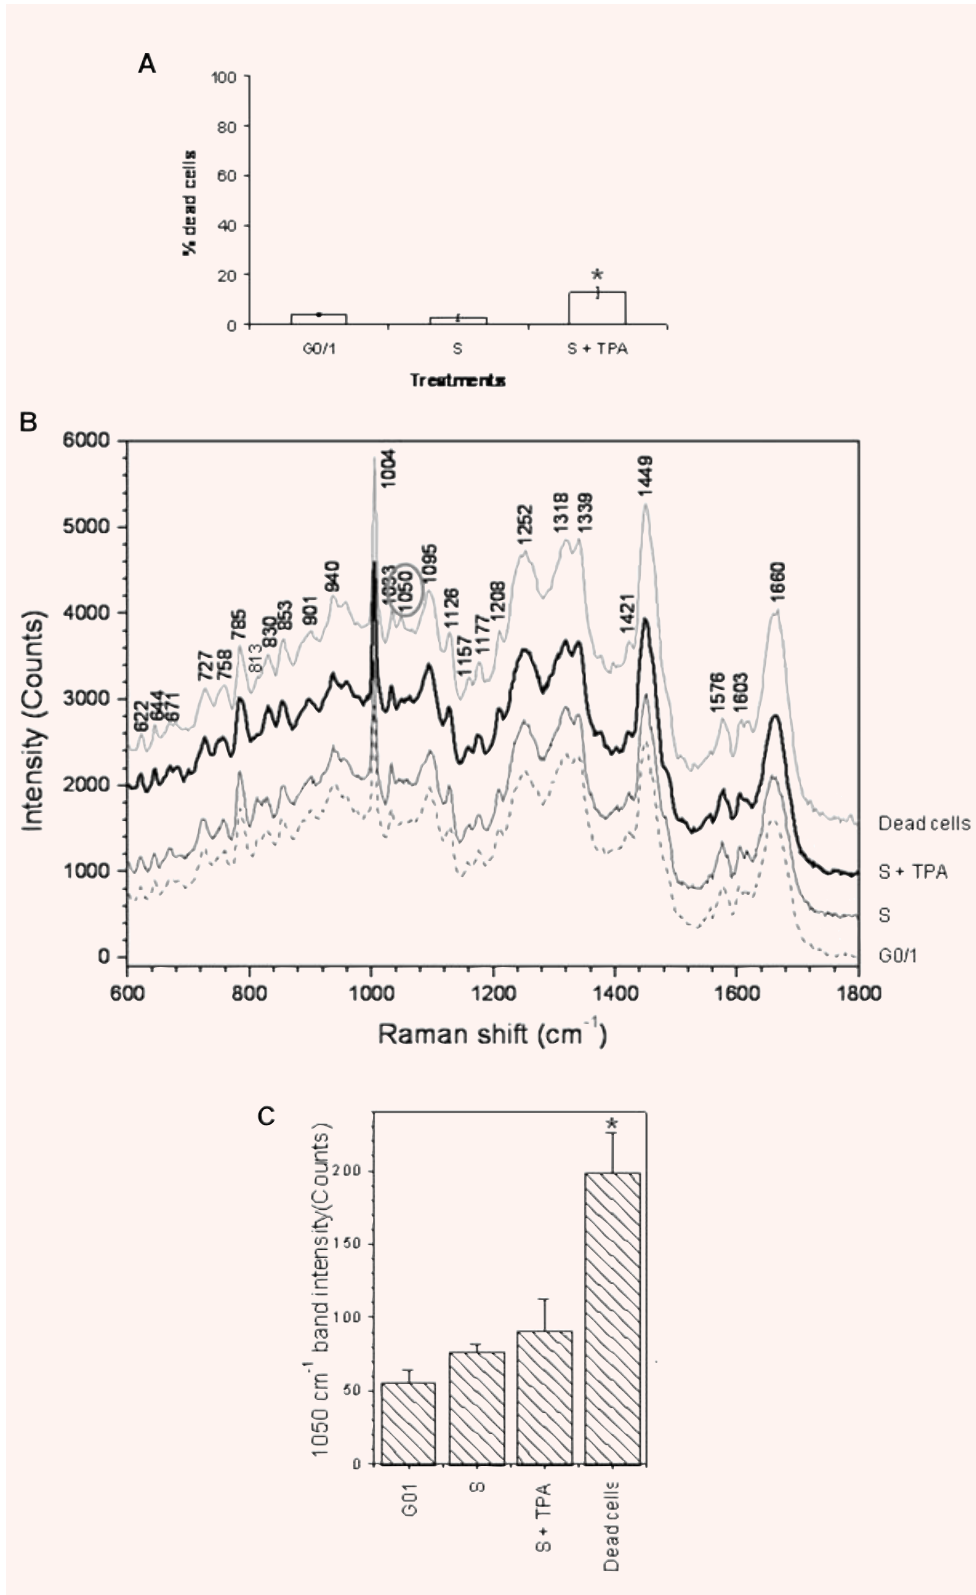 A
100
80
60
40
20
0
% dead cells
*
G0/1 S S + TPA
Treatments
B
6000
5000
4000
3000
2000
1000
0
Intensity (Counts)
622
644
671
727
758
785
813
830
853
901
940
1004
1033
1050
1095
1126
1157
1177
1208
1252
1318
1339
1421
1449
1576
1603
1660
Dead cells
S + TPA
S
G0/1
600 800 1000 1200 1400 1600 1800
Raman shift (cm⁻¹)
C
1050 cm⁻¹ band intensity(Counts)
200
150
100
50
0
*
G01
S
S + TPA
Dead cells